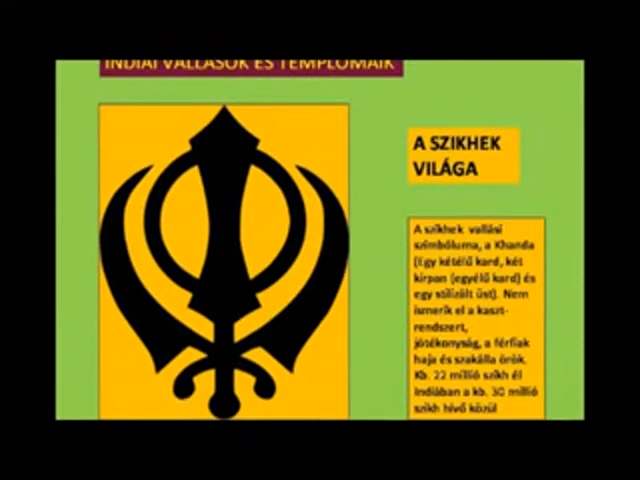 INDIAI VALLÁSOK ÉS TEMPLOMAIK
A SZIKHEK
VILÁGA
A szikhek vallási
szimbóluma, a Khanda
(Egy kétélű kard, két
kirpan (egyélű kard) és
egy stilizált üst). Nem
ismerik el a kaszt-
rendszert,
jótékonyság, a férfiak
haja és szakálla örök.
Kb. 22 millió szikh él
Indiában a kb. 30 millió
szikh hívő közül